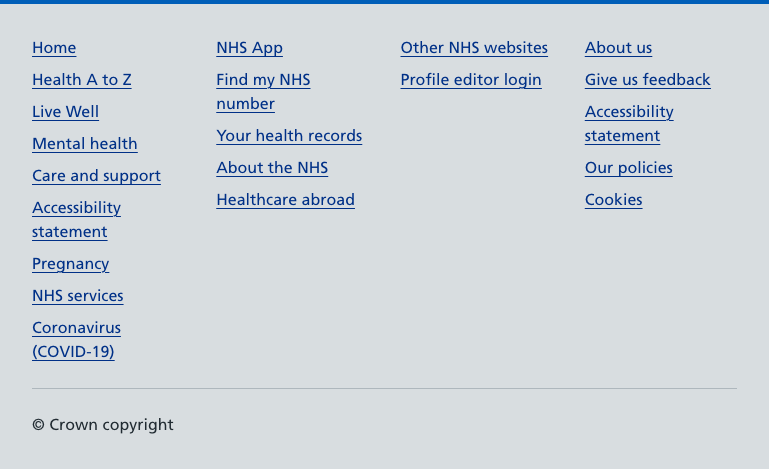 Home
Health A to Z
Live Well
Mental health
Care and support
Accessibility
statement
Pregnancy
NHS services
Coronavirus
(COVID-19)
NHS App
Find my NHS
number
Your health records
About the NHS
Healthcare abroad
Other NHS websites
Profile editor login
About us
Give us feedback
Accessibility
statement
Our policies
Cookies
© Crown copyright